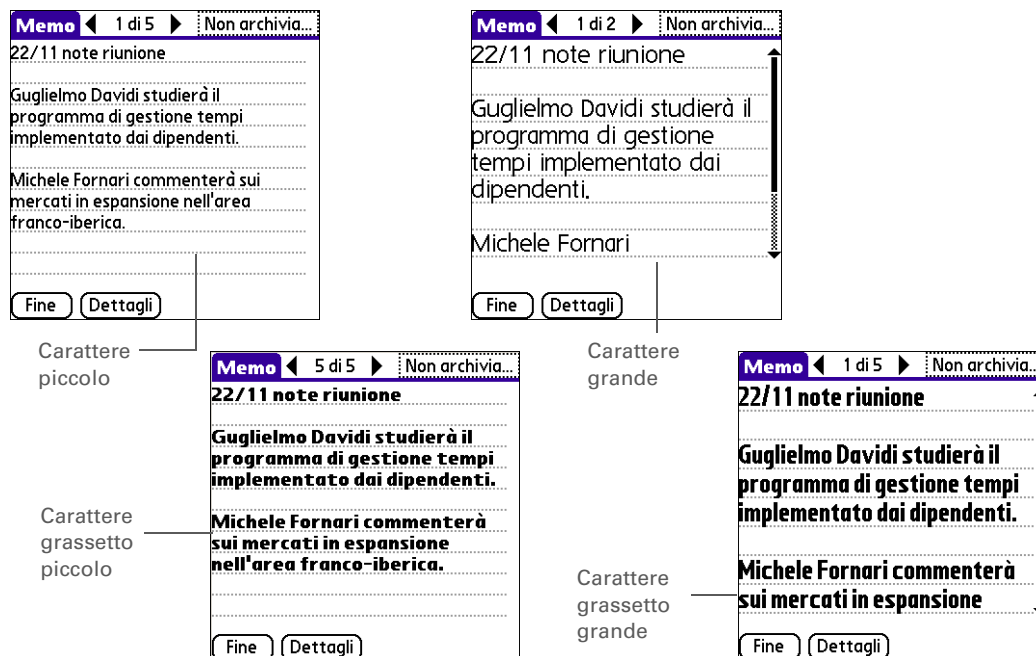 Memo 1 di 5 Non archivia...
22/11 note riunione
Guglielmo Davidi studierà il
programma di gestione tempi
implementato dai dipendenti.
Michele Fornari commenterà sui
mercati in espansione nell'area
franco-iberica.
Fine Dettagli
Carattere
piccolo
Memo 1 di 2 Non archivia...
22/11 note riunione
Guglielmo Davidi studierà il
programma di gestione
tempi implementato dai
dipendenti.
Michele Fornari
Fine Dettagli
Carattere
grande
Memo 5 di 5 Non archivia...
22/11 note riunione
Guglielmo Davidi studierà il
programma di gestione tempi
implementato dai dipendenti.
Michele Fornari commenterà
sui mercati in espansione
nell'area franco-iberica.
Fine Dettagli
Carattere
grassetto
piccolo
Memo 1 di 5 Non archivia...
22/11 note riunione
Guglielmo Davidi studierà il
programma di gestione tempi
implementato dai dipendenti.
Michele Fornari commenterà
sui mercati in espansione
Fine Dettagli
Carattere
grassetto
grande